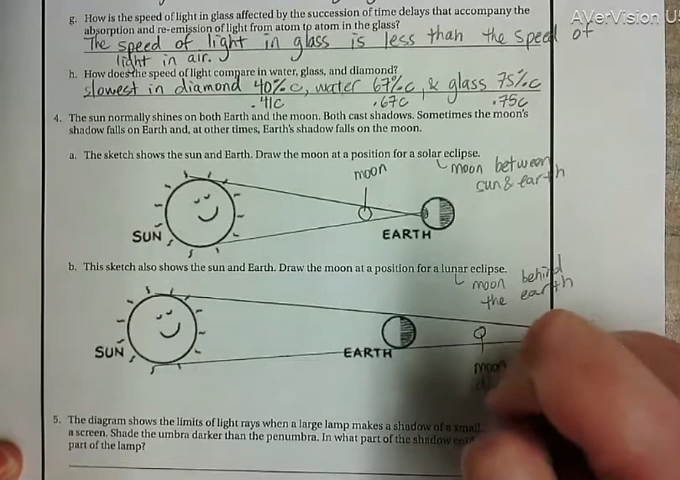 g. How is the speed of light in glass affected by the succession of time delays that accompany the
absorption and re-emission of light from atom to atom in the glass?
AVerVision U
The speed of light in glass is less than the speed of
light in air.
h. How does the speed of light compare in water, glass, and diamond?
slowest in diamond 40% c, water 67% c, & glass 75% c
.41c .67c .75c
4. The sun normally shines on both Earth and the moon. Both cast shadows. Sometimes the moon's
shadow falls on Earth and, at other times, Earth's shadow falls on the moon.
a. The sketch shows the sun and Earth. Draw the moon at a position for a solar eclipse.
moon between
sun & earth
moon
SUN
EARTH
b. This sketch also shows the sun and Earth. Draw the moon at a position for a lunar eclipse.
moon behind
the earth
SUN
EARTH
moon
5. The diagram shows the limits of light rays when a large lamp makes a shadow of a small
a screen. Shade the umbra darker than the penumbra. In what part of the shadow
part of the lamp?